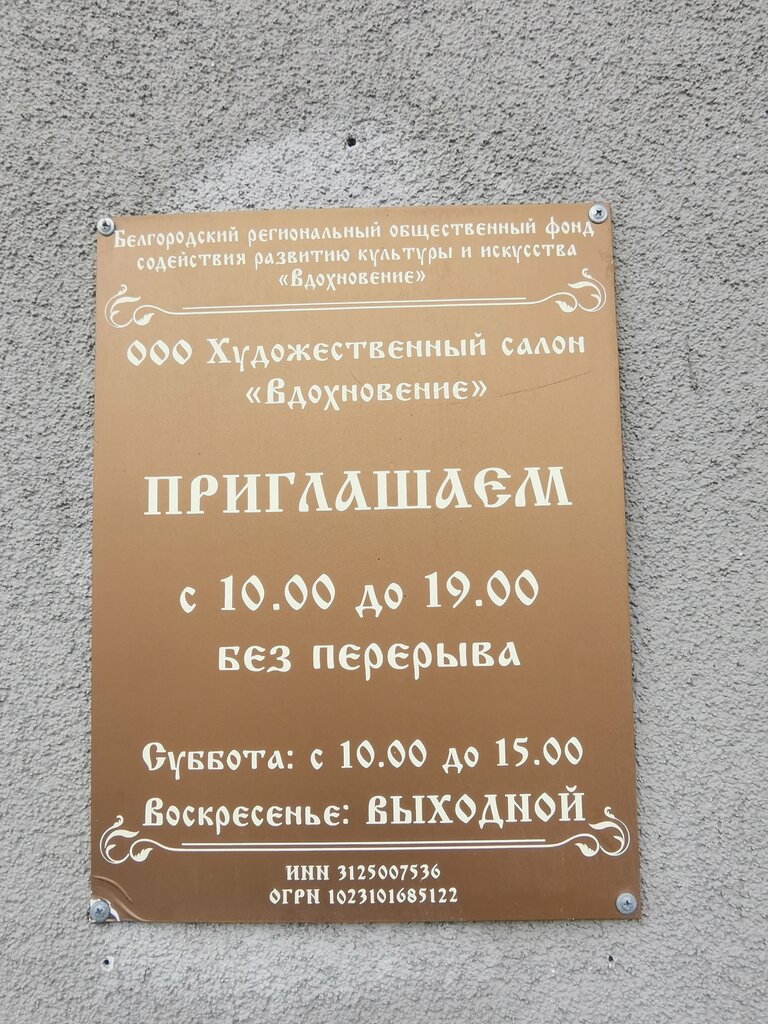 Белгородский региональный общественный фонд
содействия развитию культуры и искусства
«Вдохновение»
ООО Художественный салон
«Вдохновение»
ПРИГЛАШАЕМ
с 10.00 до 19.00
без перерыва
Суббота: с 10.00 до 15.00
Воскресенье: ВЫХОДНОЙ
ИНН 3125007536
ОГРН 1023101685122